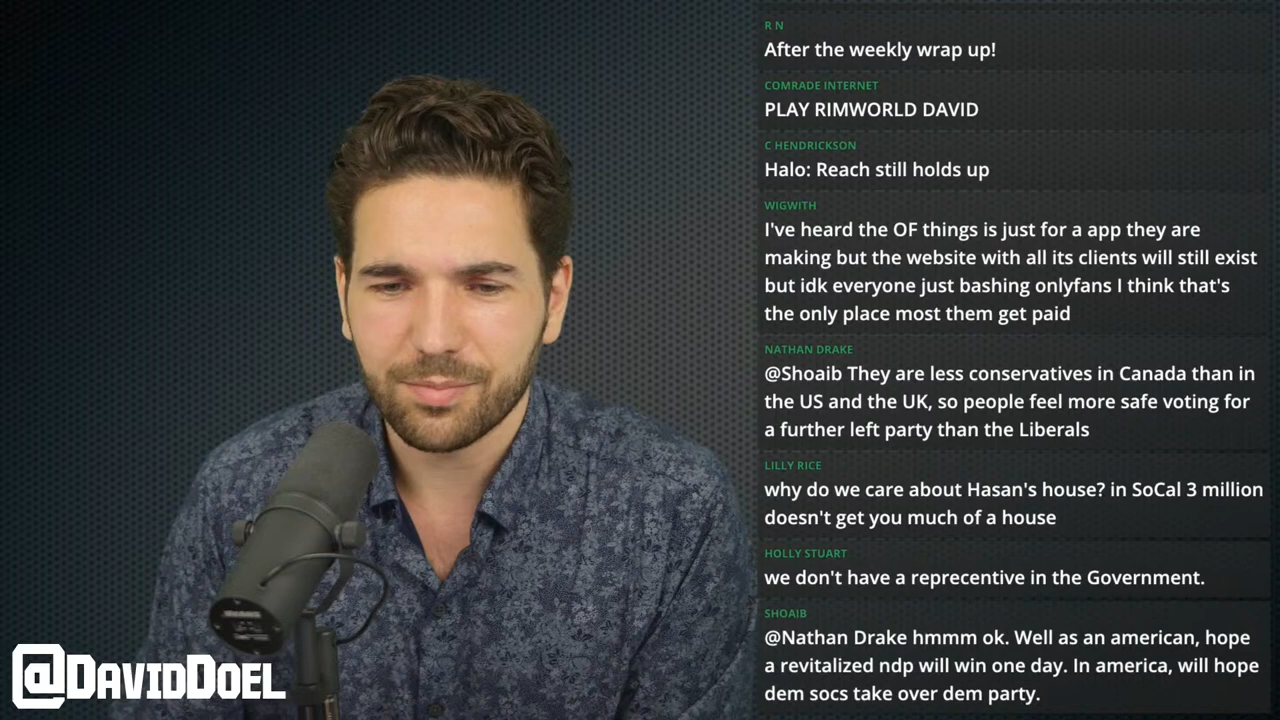 R N
After the weekly wrap up!
COMRADE INTERNET
PLAY RIMWORLD DAVID
C HENDRICKSON
Halo: Reach still holds up
WIGWITH
I've heard the OF things is just for a app they are
making but the website with all its clients will still exist
but idk everyone just bashing onlyfans I think that's
the only place most them get paid
NATHAN DRAKE
@Shoaib They are less conservatives in Canada than in
the US and the UK, so people feel more safe voting for
a further left party than the Liberals
LILLY RICE
why do we care about Hasan's house? in SoCal 3 million
doesn't get you much of a house
HOLLY STUART
we don't have a reprecentive in the Government.
SHOAIB
@Nathan Drake hmmm ok. Well as an american, hope
a revitalized ndp will win one day. In america, will hope
dem socs take over dem party.
@DAVIDDOEL